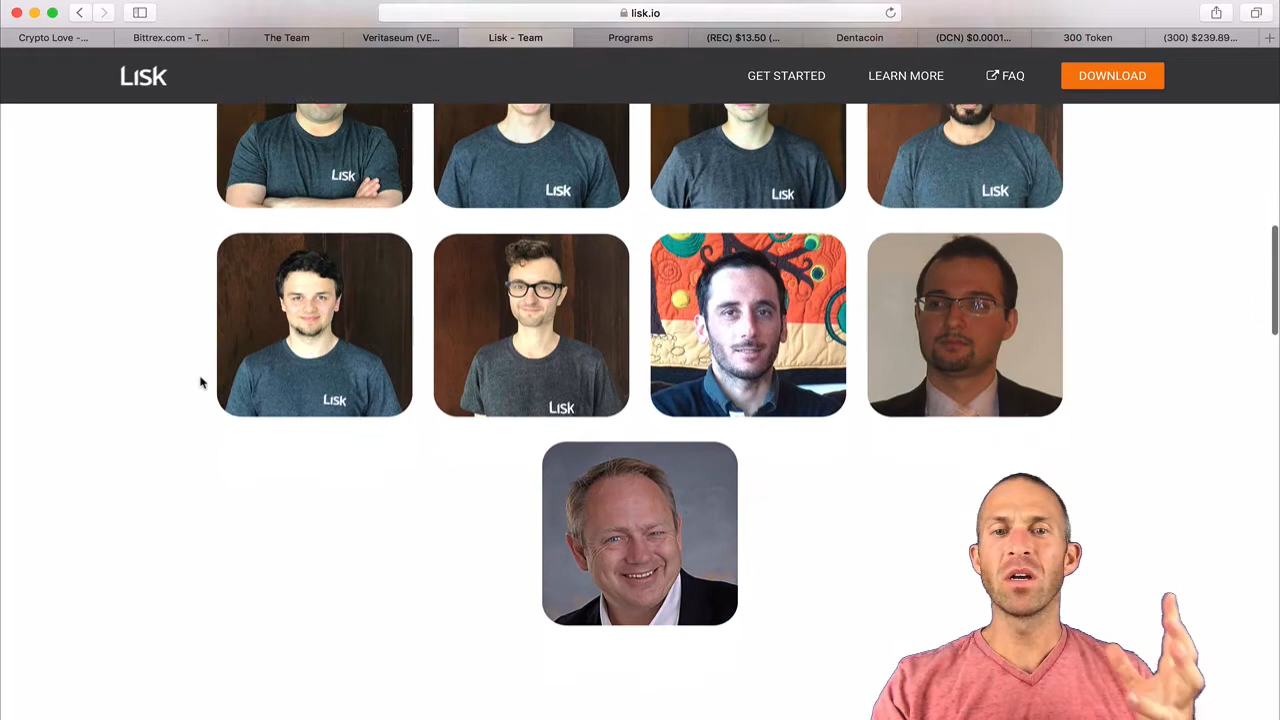 lisk.io
Crypto Love -...
Bittrex.com - T...
The Team
Veritaseum (VE...
Lisk - Team
Programs
(REC) $13.50 (...
Dentacoin
(DCN) $0.0001...
300 Token
(300) $239.89...
Lisk
GET STARTED
LEARN MORE
FAQ
DOWNLOAD
Lisk
Lisk
Lisk
Lisk
Lisk
Lisk